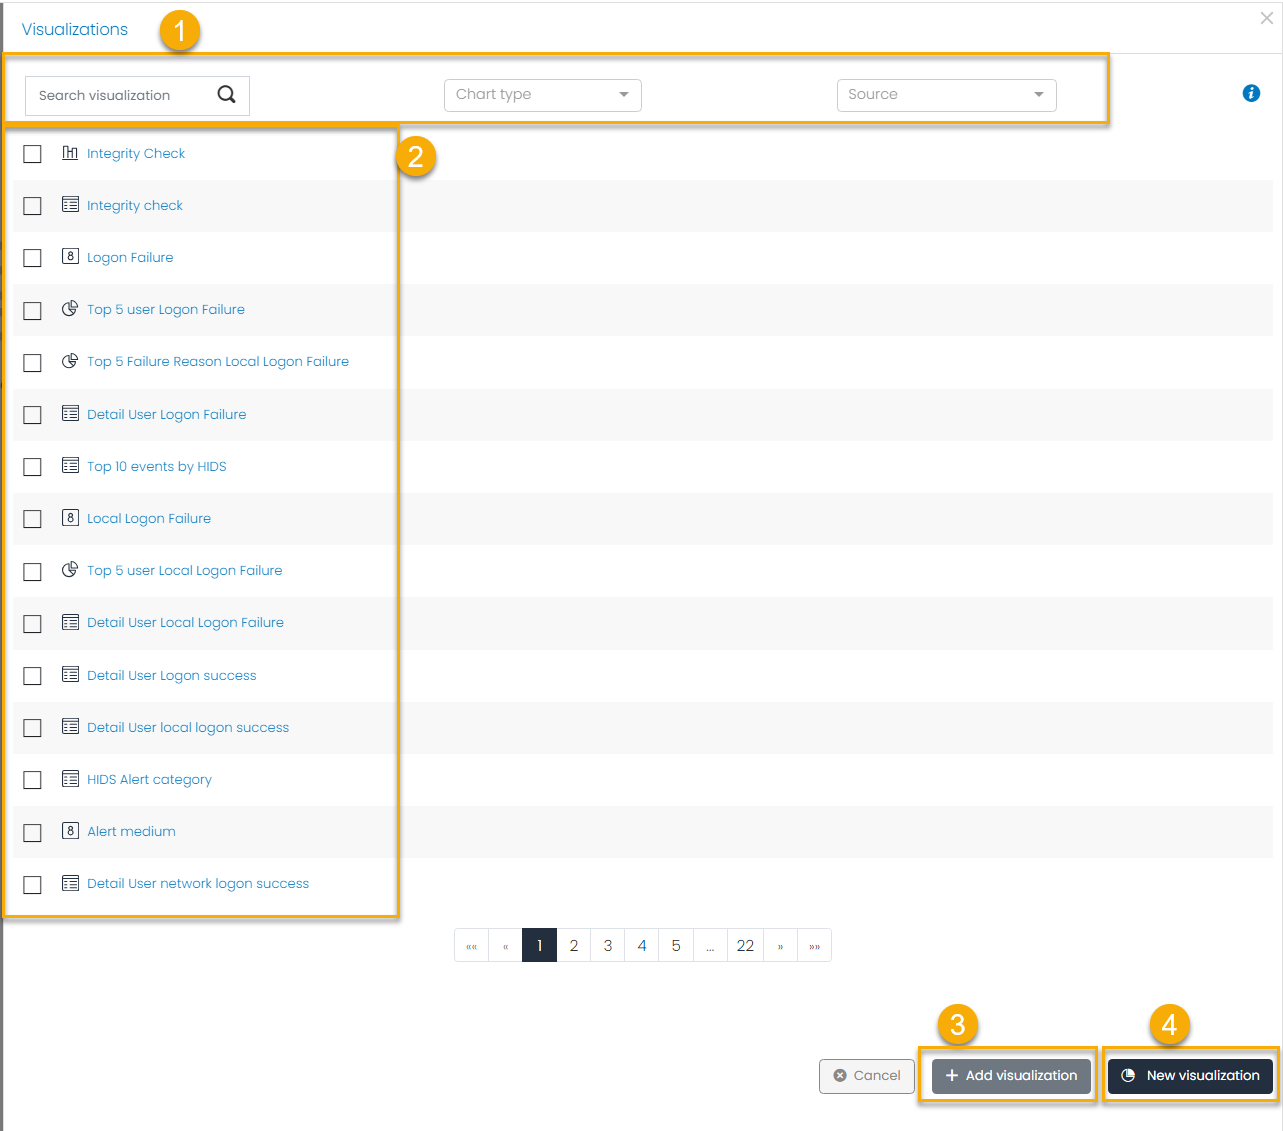 Visualizations
1
Search visualization
Chart type
Source
i
2
Integrity Check
Integrity check
8 Logon Failure
Top 5 user Logon Failure
Top 5 Failure Reason Local Logon Failure
Detail User Logon Failure
Top 10 events by HIDS
8 Local Logon Failure
Top 5 user Local Logon Failure
Detail User Local Logon Failure
Detail User Logon success
Detail User local logon success
HIDS Alert category
8 Alert medium
Detail User network logon success
«« « 1 2 3 4 5 ... 22 » »»
3
4
Cancel
+ Add visualization
New visualization